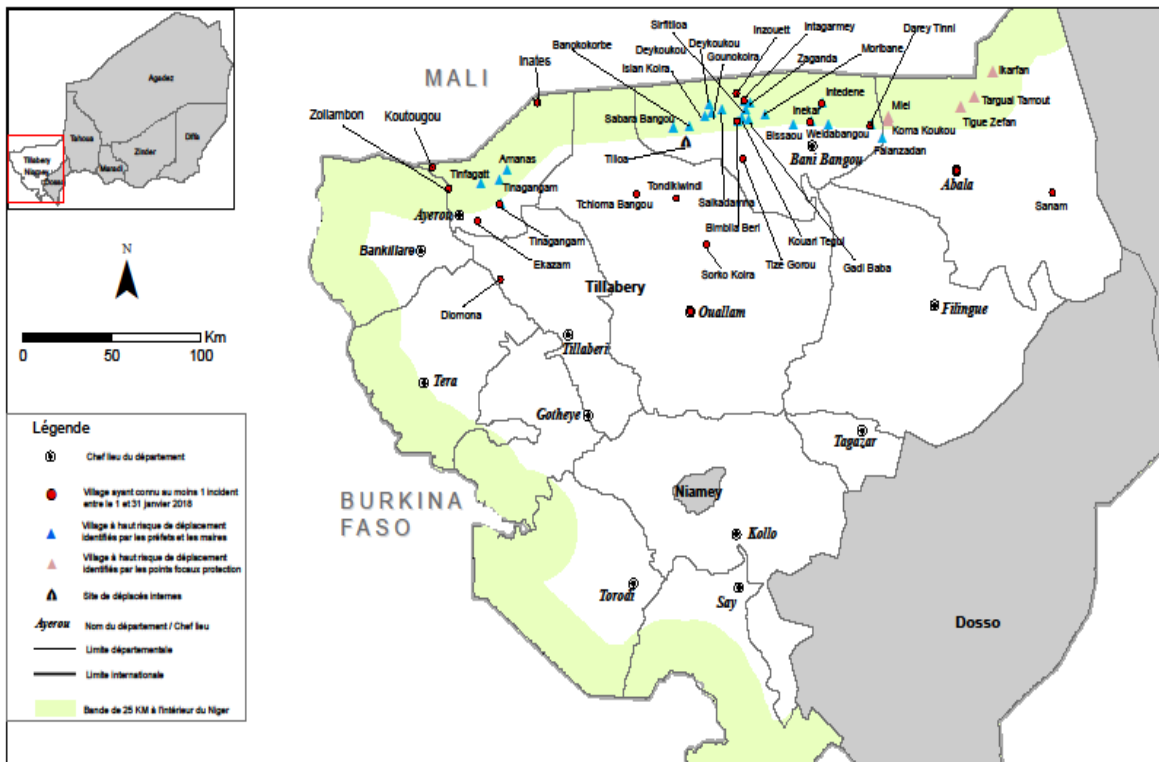 Agadez
Tahoua
Diffa
Zinder
Maradi
Tillabery
Niamey
Dosso
N
0 50 100 Km
MALI
BURKINA
FASO
Sirfitiloa
Inzouett
Intagarmey
Darey Tinni
Deykoukou
Bangkokorbe
Deykoukou
Gounokoira
Zaganda
Moribane
Islan Koira
Inates
Ikarfan
Zollambon
Koutougou
Intedene
Miel
Targual Tamout
Sabara Bangou
Inekar
Tigue Zefan
Bissaou
Weidabangou
Koma Koukou
Amanas
Tilloa
Bani Bangou
Falanzadan
Tinfagatt
Tinagangam
Tondikiwindi
Abala
Tchioma Bangou
Salkadamna
Sanam
Ayerou
Bimbila Beri
Kouari Tegui
Tinagangam
Bankillare
Ekazam
Sorko Koira
Tize Gorou
Gadi Baba
Tillabery
Diomona
Ouallam
Filingue
Tillaberi
Tera
Gotheye
Tagazar
Niamey
Kollo
Torodi
Say
Dosso
Légende
Chef lieu du département
Village ayant connu au moins 1 incident
entre le 1 et 31 janvier 2018
Village à haut risque de déplacement
identifiés par les préfets et les maires
Village à haut risque de déplacement
identifiés par les points focaux protection
Site de déplacés internes
Ayerou Nom du département / Chef lieu
Limite départementale
Limite internationale
Bande de 25 KM à l'intérieur du Niger